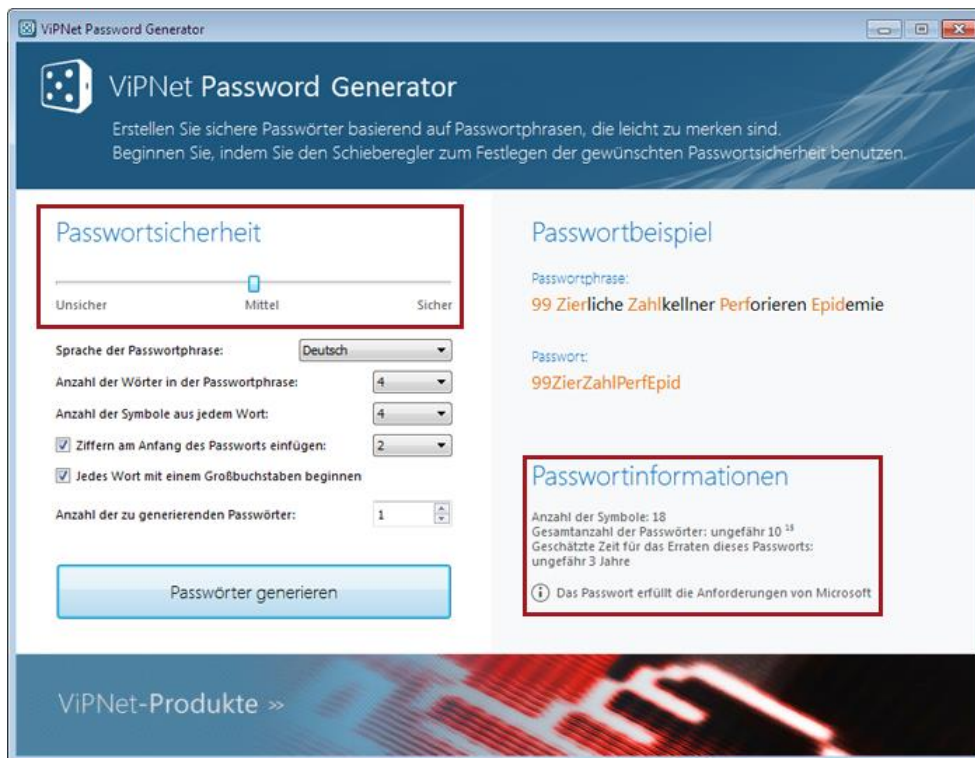 ViPNet Password Generator
ViPNet Password Generator
Erstellen Sie sichere Passwörter basierend auf Passwortphrasen, die leicht zu merken sind.
Beginnen Sie, indem Sie den Schieberegler zum Festlegen der gewünschten Passwortsicherheit benutzen.
Passwortsicherheit
Unsicher Mittel Sicher
Sprache der Passwortphrase: Deutsch
Anzahl der Wörter in der Passwortphrase: 4
Anzahl der Symbole aus jedem Wort: 4
Ziffern am Anfang des Passworts einfügen: 2
Jedes Wort mit einem Großbuchstaben beginnen
Anzahl der zu generierenden Passwörter: 1
Passwörter generieren
Passwortbeispiel
Passwortphrase:
99 Zierliche Zahlkellner Perforieren Epidemie
Passwort:
99ZierZahlPerfEpid
Passwortinformationen
Anzahl der Symbole: 18
Gesamtanzahl der Passwörter: ungefähr 10 15
Geschätzte Zeit für das Erraten dieses Passworts:
ungefähr 3 Jahre
Das Passwort erfüllt die Anforderungen von Microsoft
ViPNet-Produkte »